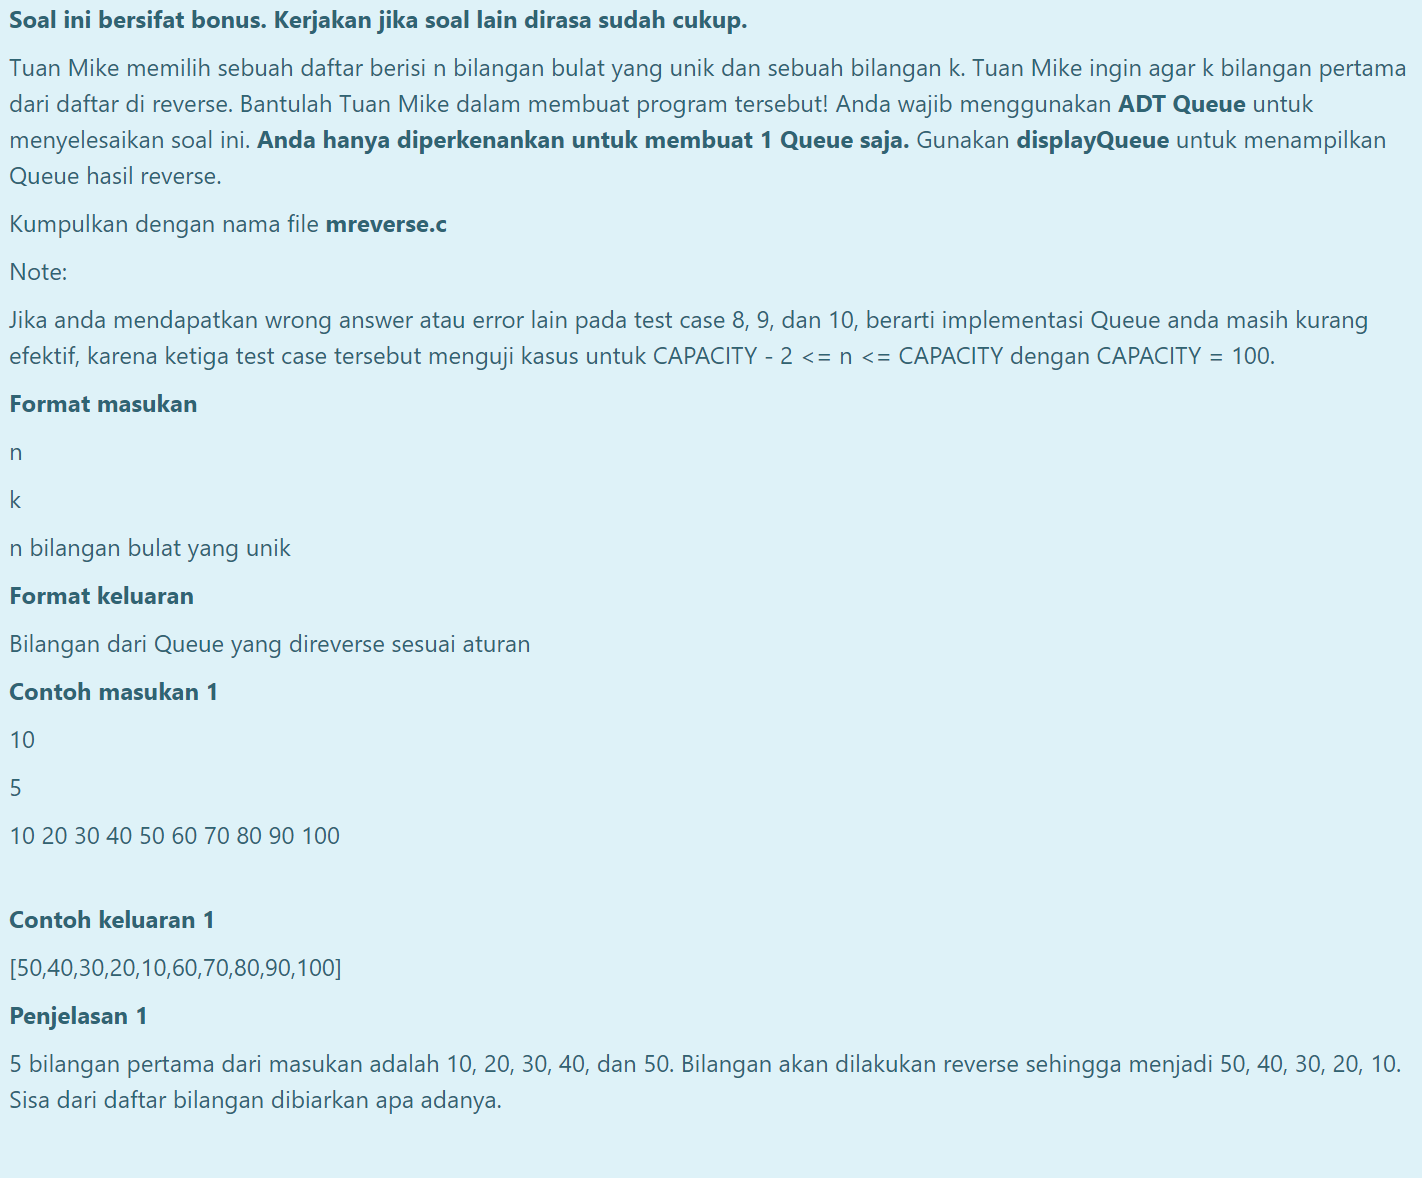 Soal ini bersifat bonus. Kerjakan jika soal lain dirasa sudah cukup.
Tuan Mike memilih sebuah daftar berisi n bilangan bulat yang unik dan sebuah bilangan k. Tuan Mike ingin agar k bilangan pertama
dari daftar di reverse. Bantulah Tuan Mike dalam membuat program tersebut! Anda wajib menggunakan ADT Queue untuk
menyelesaikan soal ini. Anda hanya diperkenankan untuk membuat 1 Queue saja. Gunakan displayQueue untuk menampilkan
Queue hasil reverse.
Kumpulkan dengan nama file mreverse.c
Note:
Jika anda mendapatkan wrong answer atau error lain pada test case 8, 9, dan 10, berarti implementasi Queue anda masih kurang
efektif, karena ketiga test case tersebut menguji kasus untuk CAPACITY - 2 <= n <= CAPACITY dengan CAPACITY = 100.
Format masukan
n
k
n bilangan bulat yang unik
Format keluaran
Bilangan dari Queue yang direverse sesuai aturan
Contoh masukan 1
10
5
10 20 30 40 50 60 70 80 90 100
Contoh keluaran 1
[50,40,30,20,10,60,70,80,90,100]
Penjelasan 1
5 bilangan pertama dari masukan adalah 10, 20, 30, 40, dan 50. Bilangan akan dilakukan reverse sehingga menjadi 50, 40, 30, 20, 10.
Sisa dari daftar bilangan dibiarkan apa adanya.